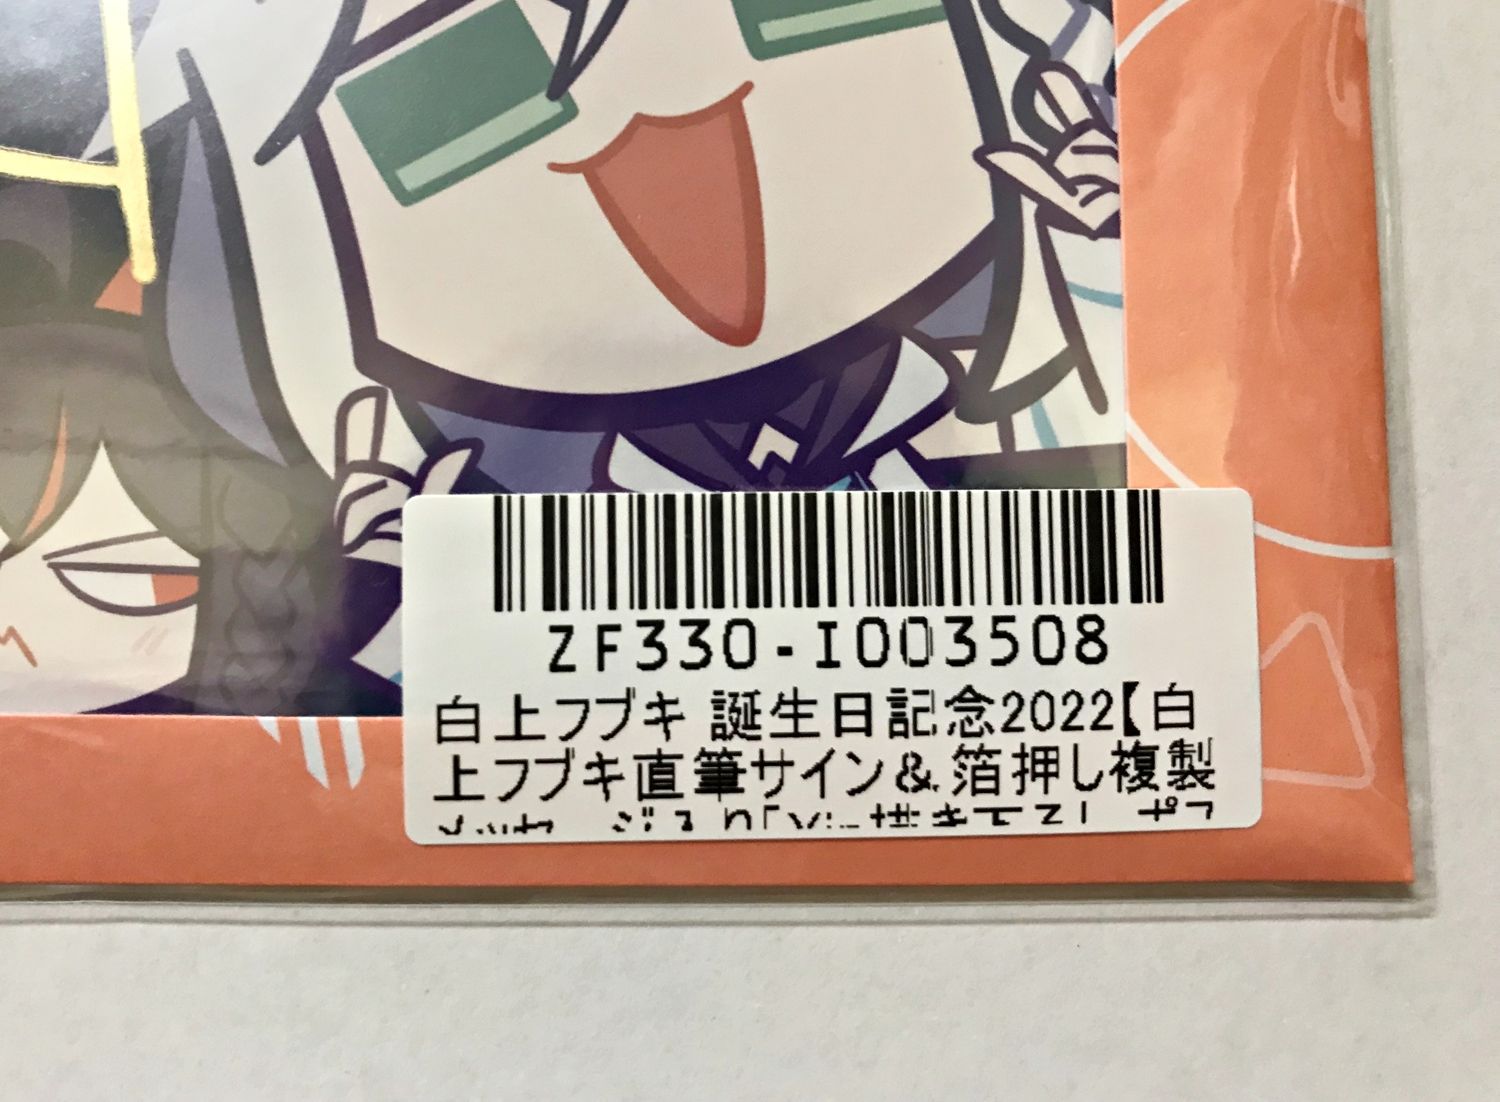 ZF330-I003508
白上フブキ 誕生日記念2022【白
上フブキ直筆サイン&箔押し複製